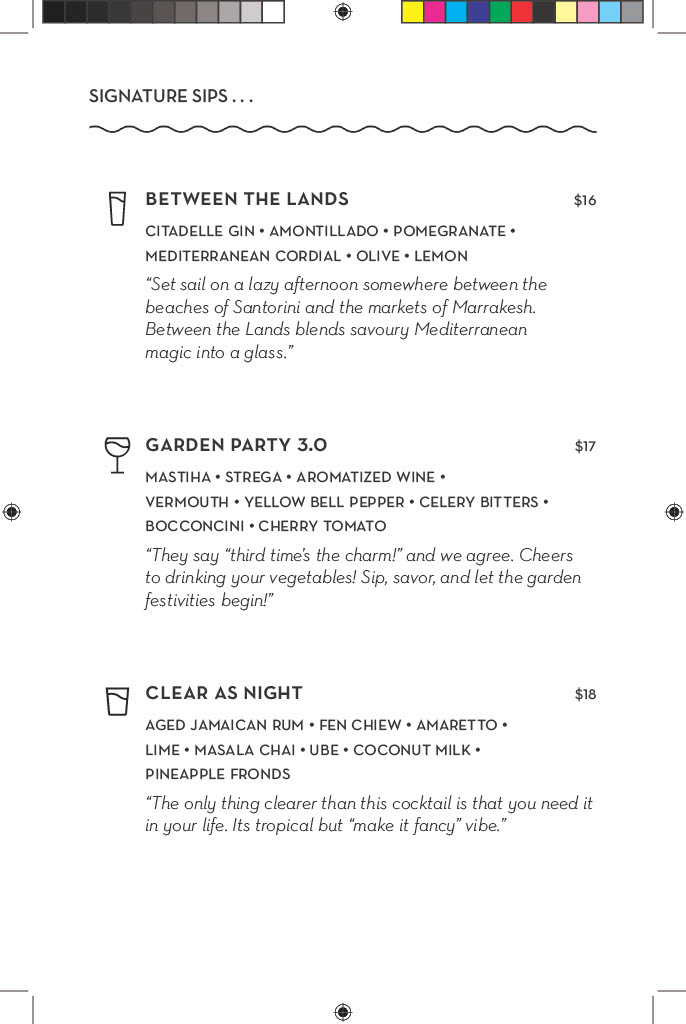 SIGNATURE SIPS . . .
BETWEEN THE LANDS $16
CITADELLE GIN • AMONTILLADO • POMEGRANATE •
MEDITERRANEAN CORDIAL • OLIVE • LEMON
“Set sail on a lazy afternoon somewhere between the
beaches of Santorini and the markets of Marrakesh.
Between the Lands blends savoury Mediterranean
magic into a glass.”
GARDEN PARTY 3.0 $17
MASTIHA • STREGA • AROMATIZED WINE •
VERMOUTH • YELLOW BELL PEPPER • CELERY BITTERS •
BOCCONCINI • CHERRY TOMATO
“They say “third time’s the charm!” and we agree. Cheers
to drinking your vegetables! Sip, savor, and let the garden
festivities begin!”
CLEAR AS NIGHT $18
AGED JAMAICAN RUM • FEN CHIEW • AMARETTO •
LIME • MASALA CHAI • UBE • COCONUT MILK •
PINEAPPLE FRONDS
“The only thing clearer than this cocktail is that you need it
in your life. Its tropical but “make it fancy” vibe.”